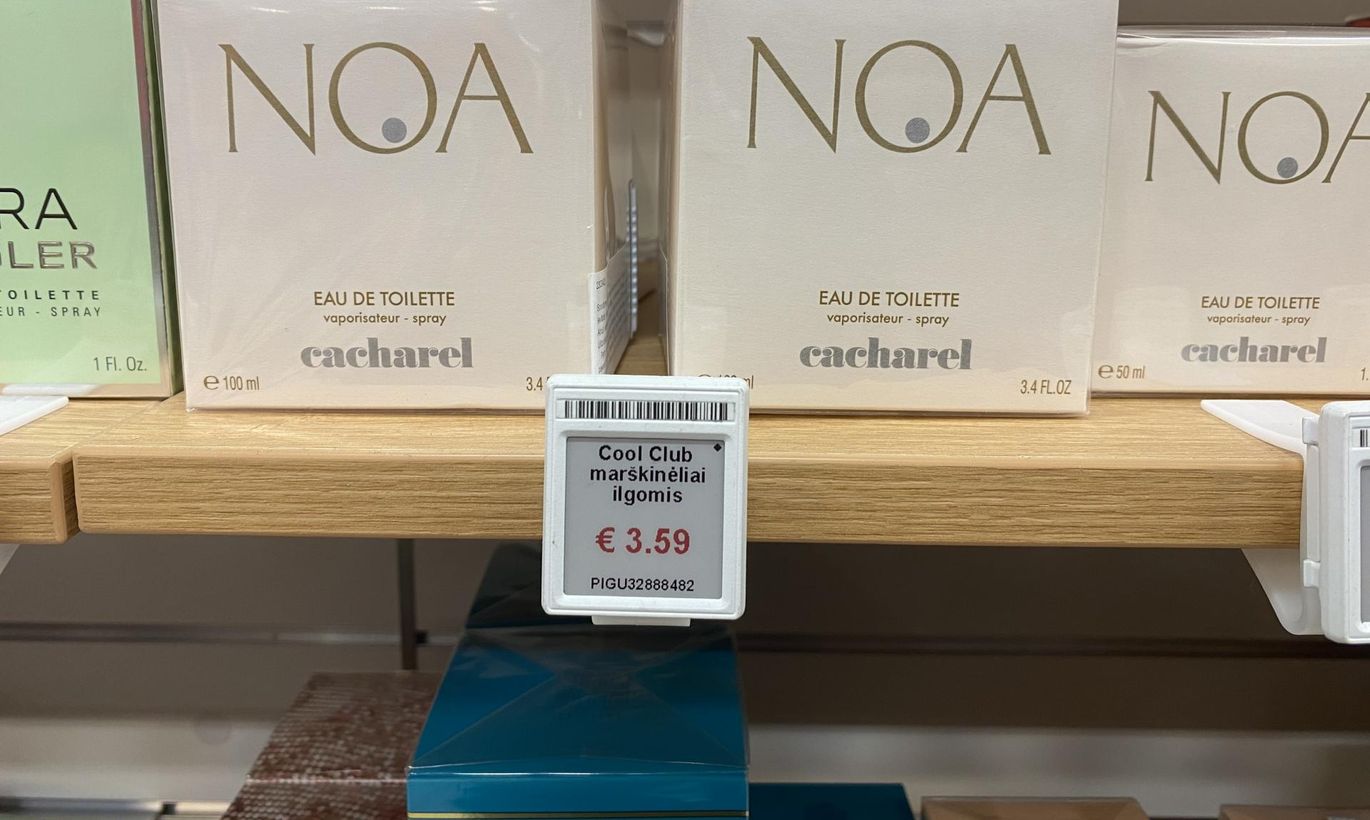 RA
LER
TOILETTE
EUR - SPRAY
1 Fl. Oz.
NOA
EAU DE TOILETTE
vaporisateur - spray
cacharel
e 100 ml
3.4
NOA
EAU DE TOILETTE
vaporisateur - spray
cacharel
3.4 FL.OZ
NOA
EAU DE TOILETTE
vaporisateur - spray
cacharel
e 50 ml
1.
Cool Club
marškinėliai
ilgomis
€ 3.59
PIGU32888482